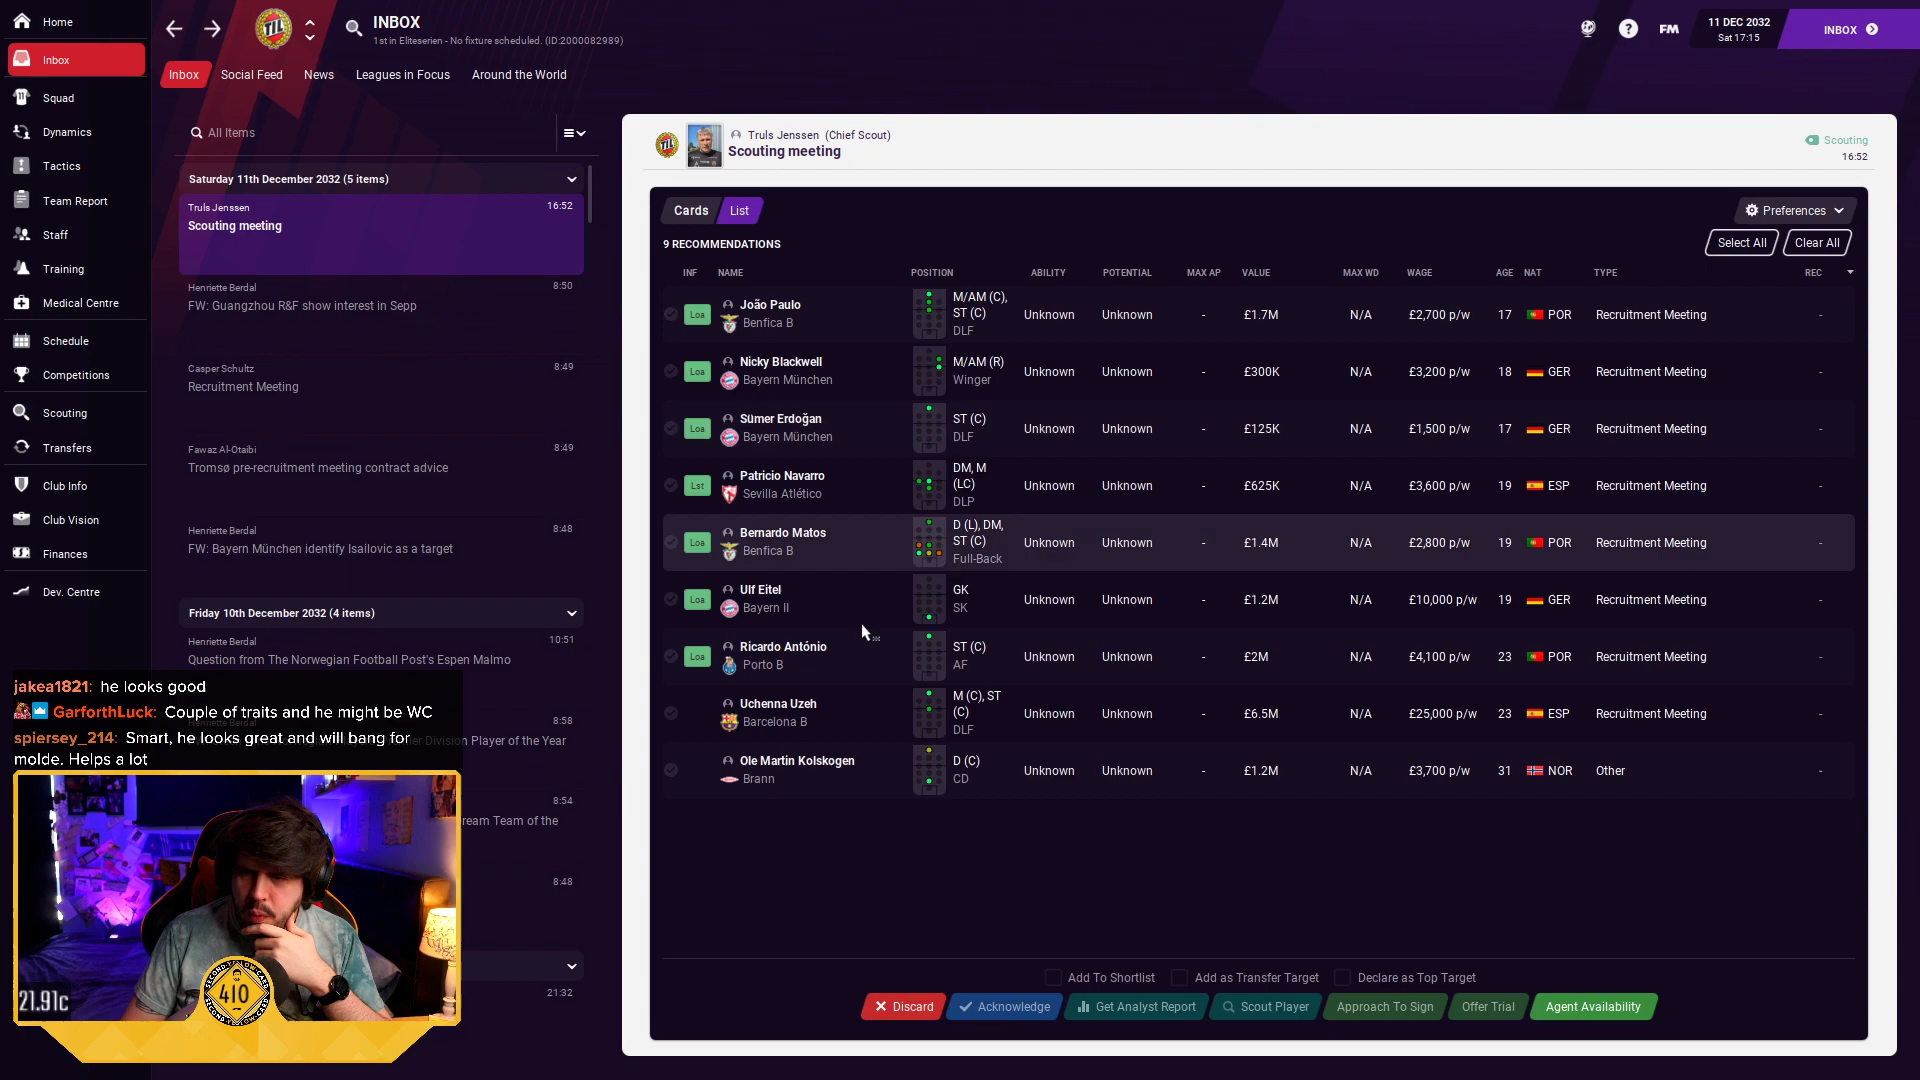 Home
Inbox
Squad
Dynamics
Tactics
Team Report
Staff
Training
Medical Centre
Schedule
Competitions
Scouting
Transfers
Club Info
Club Vision
Finances
Dev. Centre
TIL
INBOX
1st in Eliteserien - No fixture scheduled. (ID:2000082989)
FM
11 DEC 2032
Sat 17:15
INBOX
Inbox
Social Feed
News
Leagues in Focus
Around the World
All Items
Saturday 11th December 2032 (5 items)
Truls Jenssen 16:52
Scouting meeting
Henriette Berdal 8:50
FW: Guangzhou R&F show interest in Sepp
Casper Schultz 8:49
Recruitment Meeting
Fawaz Al-Otaibi 8:49
Tromsø pre-recruitment meeting contract advice
Henriette Berdal 8:48
FW: Bayern München identify Isailovic as a target
Friday 10th December 2032 (4 items)
Henriette Berdal 10:51
Question from The Norwegian Football Post's Espen Malmo
8:58
Division Player of the Year
8:54
ream Team of the
8:48
21:32
jakea1821: he looks good
GarforthLuck: Couple of traits and he might be WC
spiersey_214: Smart, he looks great and will bang for
molde. Helps a lot
21.91c
SECOND YELLOW CARD
410
TIL
Truls Jenssen (Chief Scout)
Scouting meeting
Scouting
16:52
Cards
List
Preferences
9 RECOMMENDATIONS
Select All
Clear All
INF NAME POSITION ABILITY POTENTIAL MAX AP VALUE MAX WD WAGE AGE NAT TYPE REC
Loa João Paulo Benfica B M/AM (C), ST (C) DLF Unknown Unknown - £1.7M N/A £2,700 p/w 17 POR Recruitment Meeting -
Loa Nicky Blackwell Bayern München M/AM (R) Winger Unknown Unknown - £300K N/A £3,200 p/w 18 GER Recruitment Meeting -
Loa Sümer Erdoğan Bayern München ST (C) DLF Unknown Unknown - £125K N/A £1,500 p/w 17 GER Recruitment Meeting -
Lst Patricio Navarro Sevilla Atlético DM, M (LC) DLP Unknown Unknown - £625K N/A £3,600 p/w 19 ESP Recruitment Meeting -
Loa Bernardo Matos Benfica B D (L), DM, ST (C) Full-Back Unknown Unknown - £1.4M N/A £2,800 p/w 19 POR Recruitment Meeting -
Loa Ulf Eitel Bayern II GK SK Unknown Unknown - £1.2M N/A £10,000 p/w 19 GER Recruitment Meeting -
Loa Ricardo António Porto B ST (C) AF Unknown Unknown - £2M N/A £4,100 p/w 23 POR Recruitment Meeting -
Uchenna Uzeh Barcelona B M (C), ST (C) DLF Unknown Unknown - £6.5M N/A £25,000 p/w 23 ESP Recruitment Meeting -
Ole Martin Kolskogen Brann D (C) CD Unknown Unknown - £1.2M N/A £3,700 p/w 31 NOR Other -
Add To Shortlist
Add as Transfer Target
Declare as Top Target
Discard
Acknowledge
Get Analyst Report
Scout Player
Approach To Sign
Offer Trial
Agent Availability